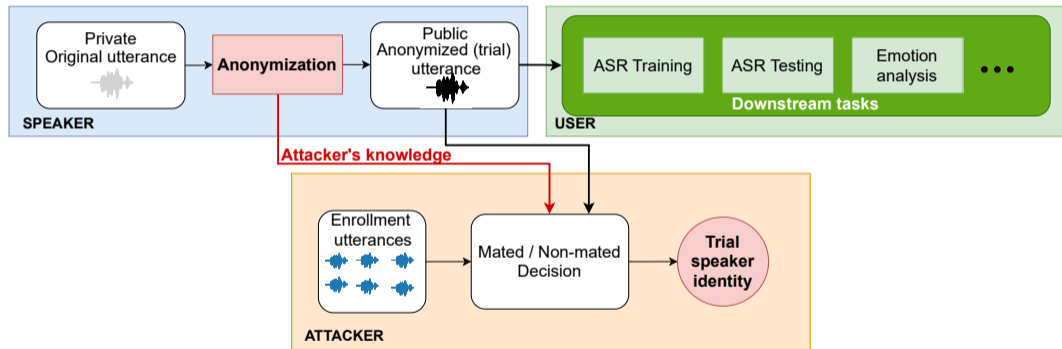 Private
Original utterance
Anonymization
Public
Anonymized (trial)
utterance
SPEAKER
ASR Training
ASR Testing
Emotion
analysis
Downstream tasks
USER
Attacker's knowledge
Enrollment
utterances
Mated / Non-mated
Decision
Trial
speaker
identity
ATTACKER